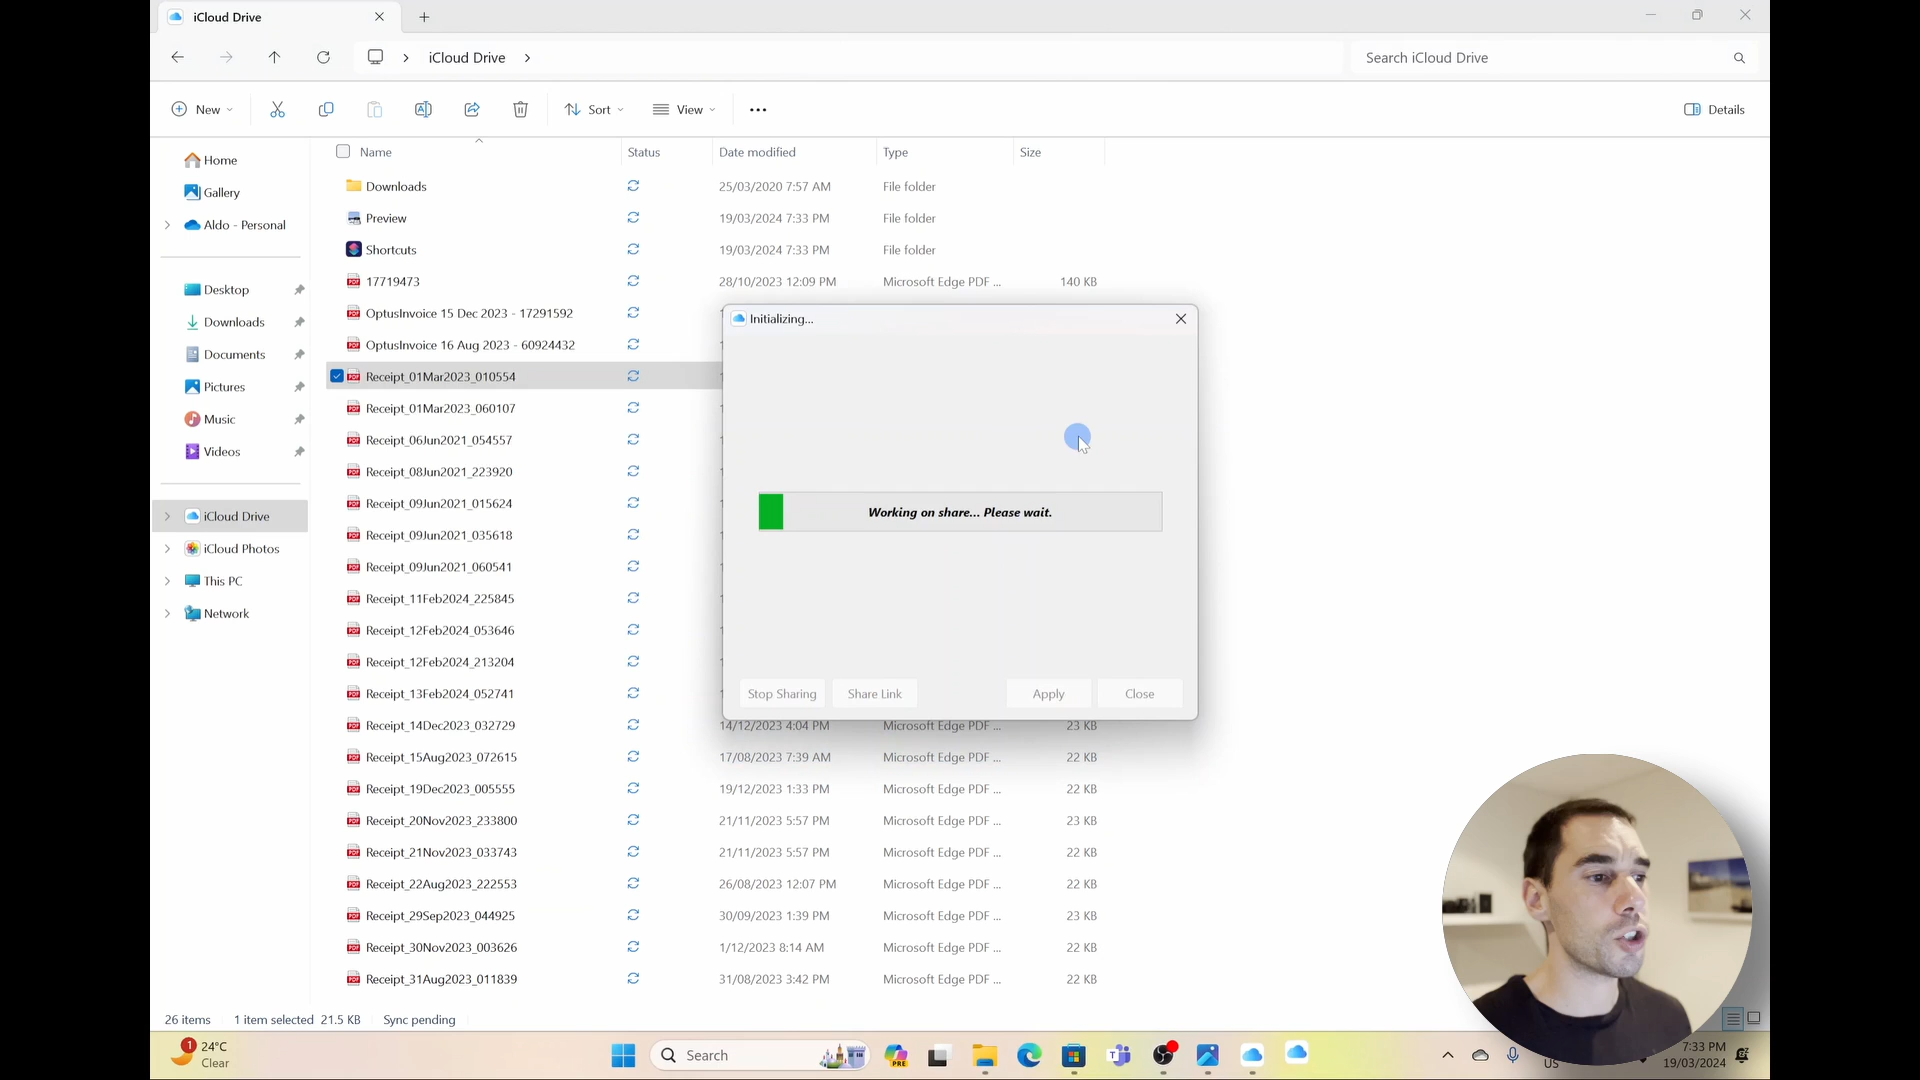 iCloud Drive
iCloud Drive
Search iCloud Drive
New
Sort
View
Details
Name Status Date modified Type Size
Home
Gallery
Aldo - Personal
Desktop
Downloads
Documents
Pictures
Music
Videos
iCloud Drive
iCloud Photos
This PC
Network
Downloads 25/03/2020 7:57 AM File folder
Preview 19/03/2024 7:33 PM File folder
Shortcuts 19/03/2024 7:33 PM File folder
17719473 28/10/2023 12:09 PM Microsoft Edge PDF ... 140 KB
OptusInvoice 15 Dec 2023 - 17291592
OptusInvoice 16 Aug 2023 - 60924432
Receipt_01Mar2023_010554
Receipt_01Mar2023_060107
Receipt_06Jun2021_054557
Receipt_08Jun2021_223920
Receipt_09Jun2021_015624
Receipt_09Jun2021_035618
Receipt_09Jun2021_060541
Receipt_11Feb2024_225845
Receipt_12Feb2024_053646
Receipt_12Feb2024_213204
Receipt_13Feb2024_052741
Receipt_14Dec2023_032729 14/12/2023 4:04 PM Microsoft Edge PDF ... 23 KB
Receipt_15Aug2023_072615 17/08/2023 7:39 AM Microsoft Edge PDF ... 22 KB
Receipt_19Dec2023_005555 19/12/2023 1:33 PM Microsoft Edge PDF ... 22 KB
Receipt_20Nov2023_233800 21/11/2023 5:57 PM Microsoft Edge PDF ... 23 KB
Receipt_21Nov2023_033743 21/11/2023 5:57 PM Microsoft Edge PDF ... 22 KB
Receipt_22Aug2023_222553 26/08/2023 12:07 PM Microsoft Edge PDF ... 22 KB
Receipt_29Sep2023_044925 30/09/2023 1:39 PM Microsoft Edge PDF ... 23 KB
Receipt_30Nov2023_003626 1/12/2023 8:14 AM Microsoft Edge PDF ... 22 KB
Receipt_31Aug2023_011839 31/08/2023 3:42 PM Microsoft Edge PDF ... 22 KB
Initializing...
Working on share... Please wait.
Stop Sharing Share Link Apply Close
26 items 1 item selected 21.5 KB Sync pending
1
24°C
Clear
Search
PRE
US
7:33 PM
19/03/2024